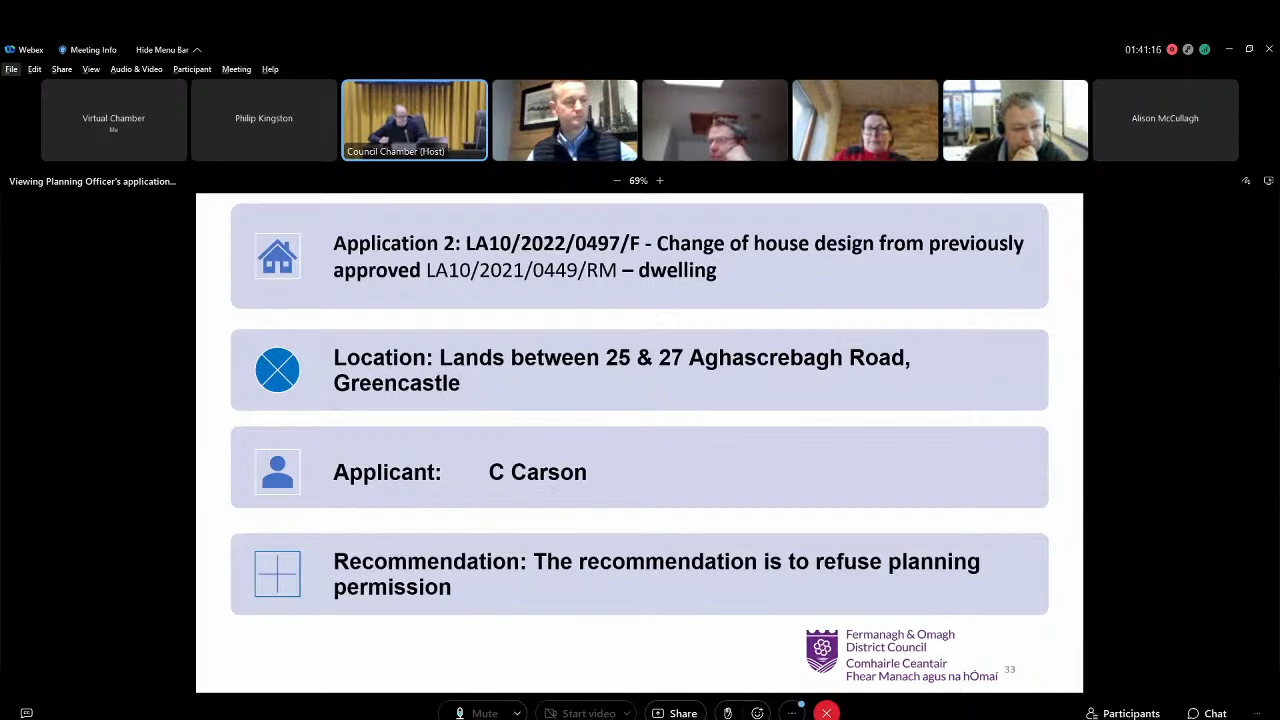 Webex
Meeting Info
Hide Menu Bar
01:41:16
File
Edit
Share
View
Audio & Video
Participant
Meeting
Help
Virtual Chamber
Me
Philip Kingston
Council Chamber (Host)
Alison McCullagh
Viewing Planning Officer's application...
69%
Application 2: LA10/2022/0497/F - Change of house design from previously
approved LA10/2021/0449/RM – dwelling
Location: Lands between 25 & 27 Aghascrebagh Road,
Greencastle
Applicant: C Carson
Recommendation: The recommendation is to refuse planning
permission
Fermanagh & Omagh
District Council
Comhairle Ceantair
Fhear Manach agus na hÓmaí
33
Mute
Start video
Share
Participants
Chat